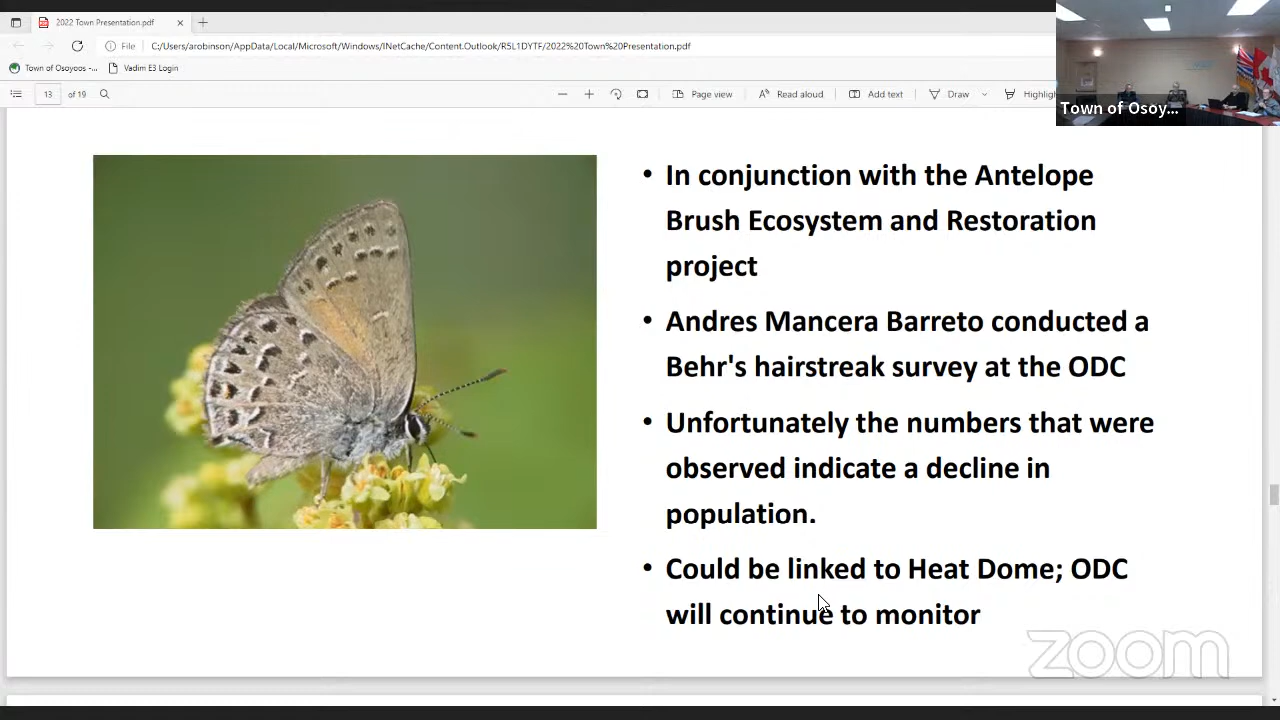 2022 Town Presentation.pdf
File
C:/Users/arobinson/AppData/Local/Microsoft/Windows/INetCache/Content.Outlook/R5L1DYTF/2022%20Town%20Presentation.pdf
Town of Osoyoos -...
Vadim E3 Login
13 of 19
Page view
Read aloud
Add text
Draw
Highligh
Town of Osoy...
• In conjunction with the Antelope
Brush Ecosystem and Restoration
project
• Andres Mancera Barreto conducted a
Behr's hairstreak survey at the ODC
• Unfortunately the numbers that were
observed indicate a decline in
population.
• Could be linked to Heat Dome; ODC
will continue to monitor
zoom